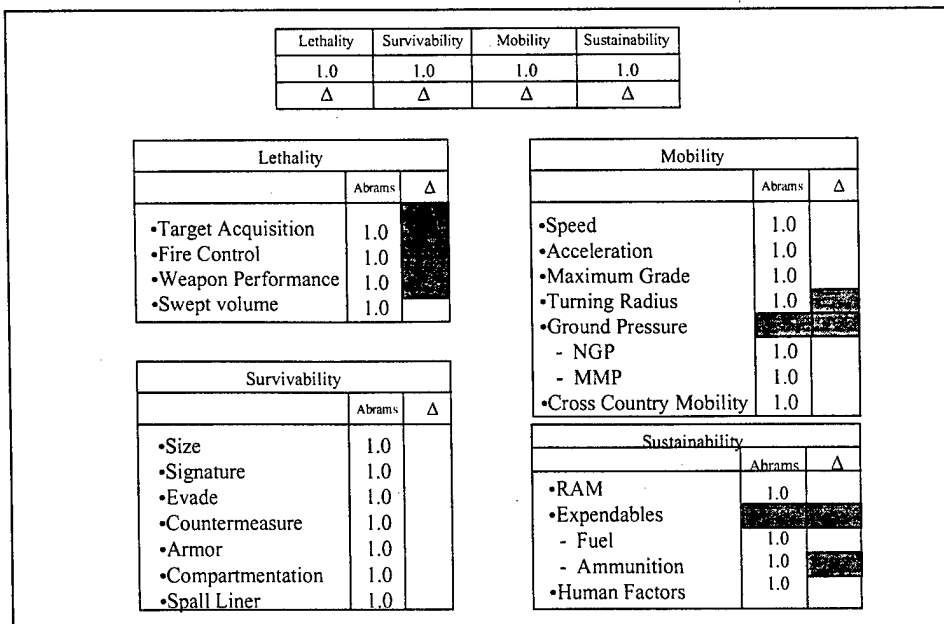 Lethality Survivability Mobility Sustainability
1.0 1.0 1.0 1.0
Δ Δ Δ Δ
Lethality
Abrams Δ
•Target Acquisition 1.0
•Fire Control 1.0
•Weapon Performance 1.0
•Swept volume 1.0
Mobility
Abrams Δ
•Speed 1.0
•Acceleration 1.0
•Maximum Grade 1.0
•Turning Radius 1.0
•Ground Pressure
- NGP 1.0
- MMP 1.0
•Cross Country Mobility 1.0
Survivability
Abrams Δ
•Size 1.0
•Signature 1.0
•Evade 1.0
•Countermeasure 1.0
•Armor 1.0
•Compartmentation 1.0
•Spall Liner 1.0
Sustainability
Abrams Δ
•RAM 1.0
•Expendables
- Fuel 1.0
- Ammunition 1.0
•Human Factors 1.0